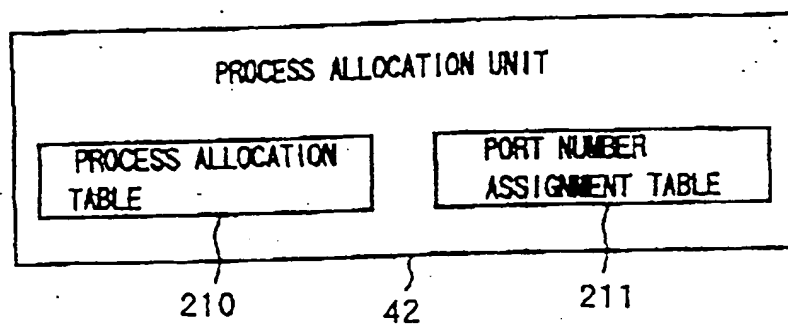 PROCESS ALLOCATION UNIT
PROCESS ALLOCATION
TABLE
PORT NUMBER
ASSIGNMENT TABLE
210
42
211